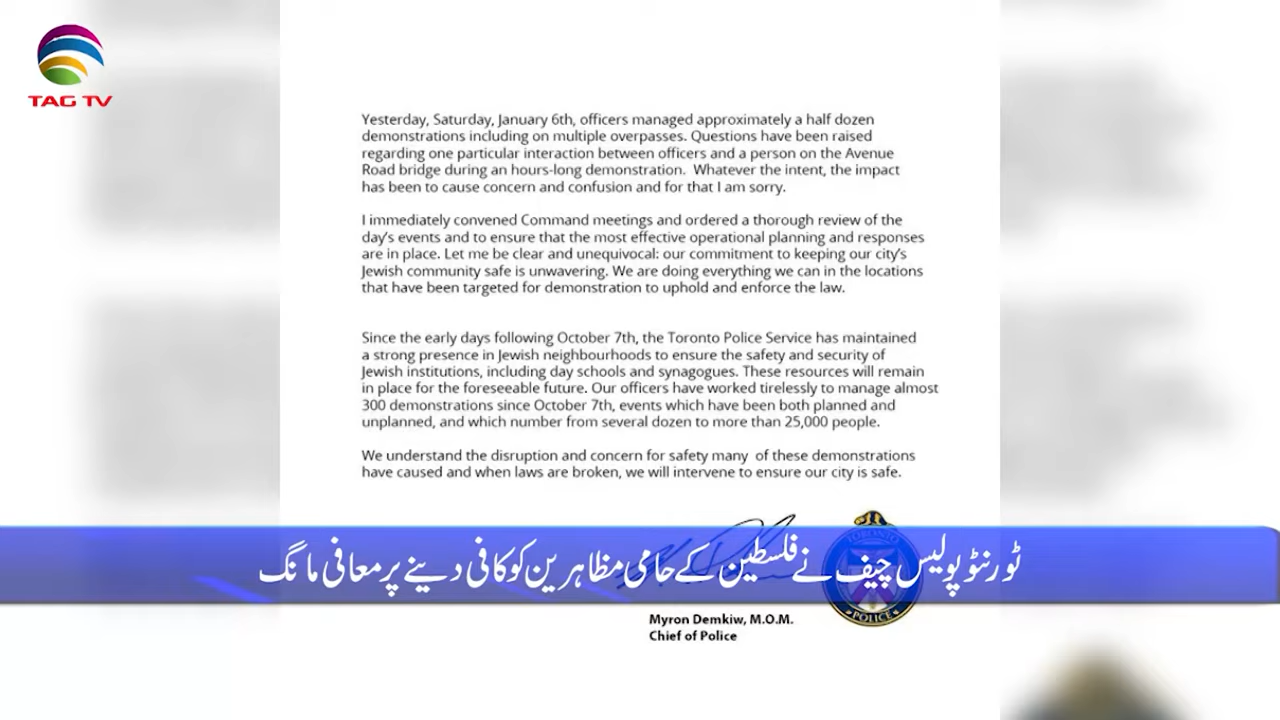 TAG TV
Yesterday, Saturday, January 6th, officers managed approximately a half dozen
demonstrations including on multiple overpasses. Questions have been raised
regarding one particular interaction between officers and a person on the Avenue
Road bridge during an hours-long demonstration. Whatever the intent, the impact
has been to cause concern and confusion and for that I am sorry.
I immediately convened Command meetings and ordered a thorough review of the
day's events and to ensure that the most effective operational planning and responses
are in place. Let me be clear and unequivocal: our commitment to keeping our city's
Jewish community safe is unwavering. We are doing everything we can in the locations
that have been targeted for demonstration to uphold and enforce the law.
Since the early days following October 7th, the Toronto Police Service has maintained
a strong presence in Jewish neighbourhoods to ensure the safety and security of
Jewish institutions, including day schools and synagogues. These resources will remain
in place for the foreseeable future. Our officers have worked tirelessly to manage almost
300 demonstrations since October 7th, events which have been both planned and
unplanned, and which number from several dozen to more than 25,000 people.
We understand the disruption and concern for safety many of these demonstrations
have caused and when laws are broken, we will intervene to ensure our city is safe.
ٹورنٹو پولیس چیف نے فلسطین کے حامی مظاہرین کو کافی دینے پر معافی مانگ
TORONTO
POLICE
Myron Demkiw, M.O.M.
Chief of Police